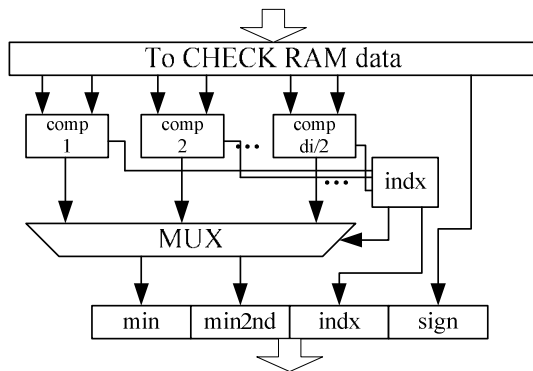 To CHECK RAM data
comp
1
comp
2
...
comp
di/2
...
indx
MUX
min
min2nd
indx
sign